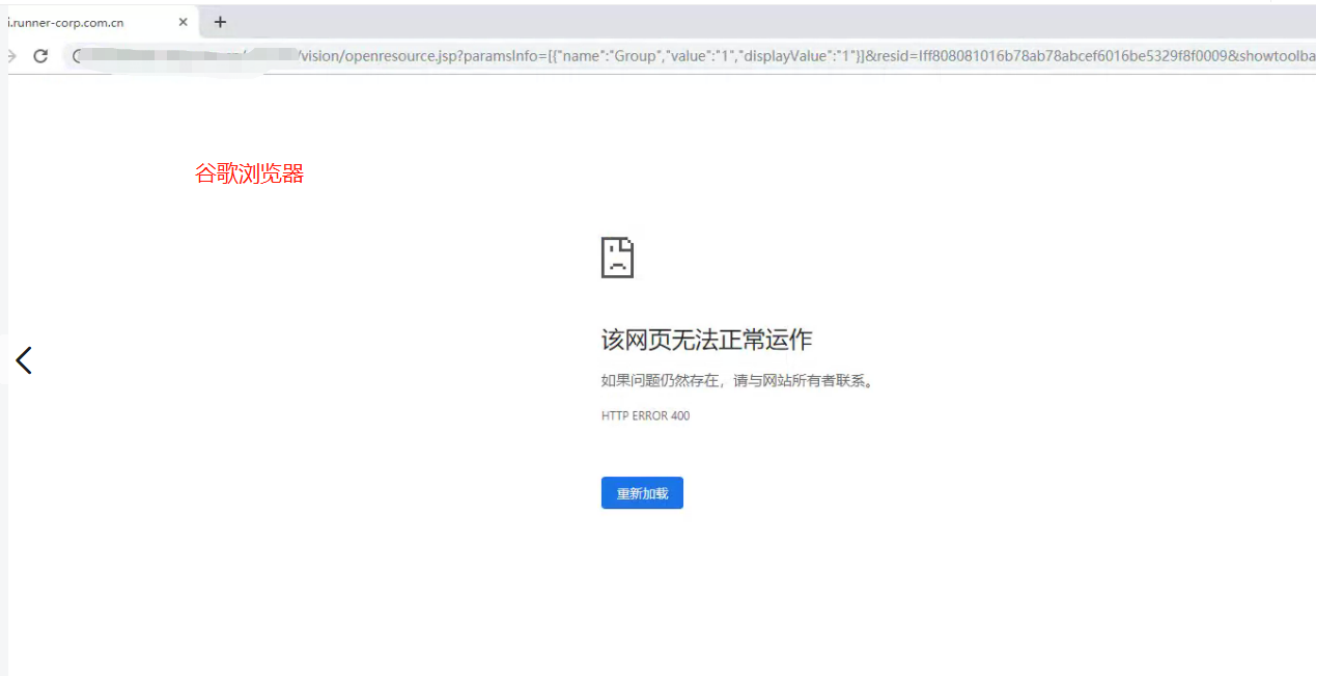 i.runner-corp.com.cn
/vision/openresource.jsp?paramsInfo=[{"name":"Group","value":"1","displayValue":"1"}]&resid=Iff808081016b78ab78abcef6016be5329f8f0009&showtoolba
谷歌浏览器
该网页无法正常运作
如果问题仍然存在，请与网站所有者联系。
HTTP ERROR 400
重新加载